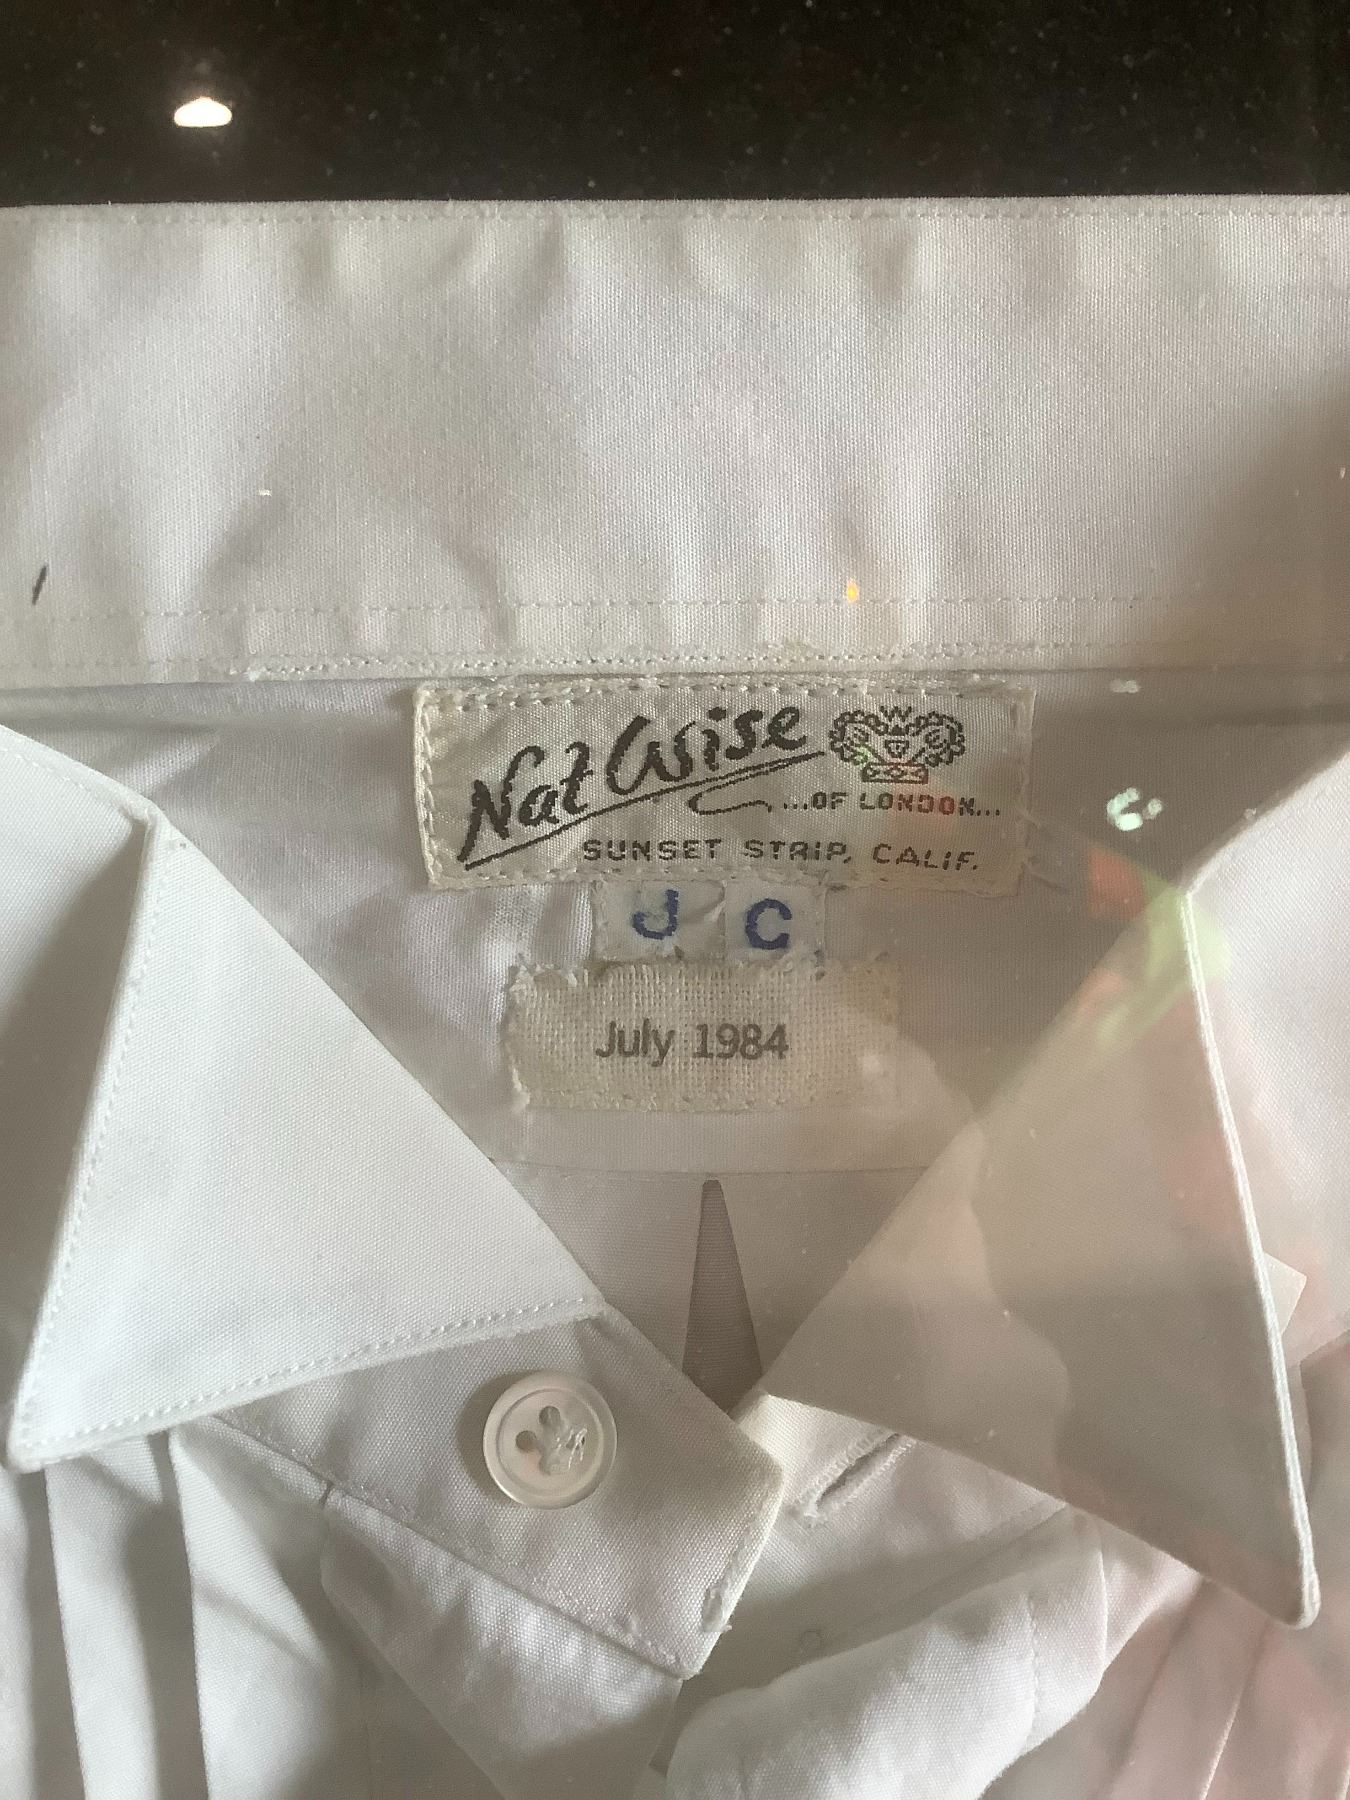 Nat Wise
W
...OF LONDON...
SUNSET STRIP, CALIF.
J C
July 1984